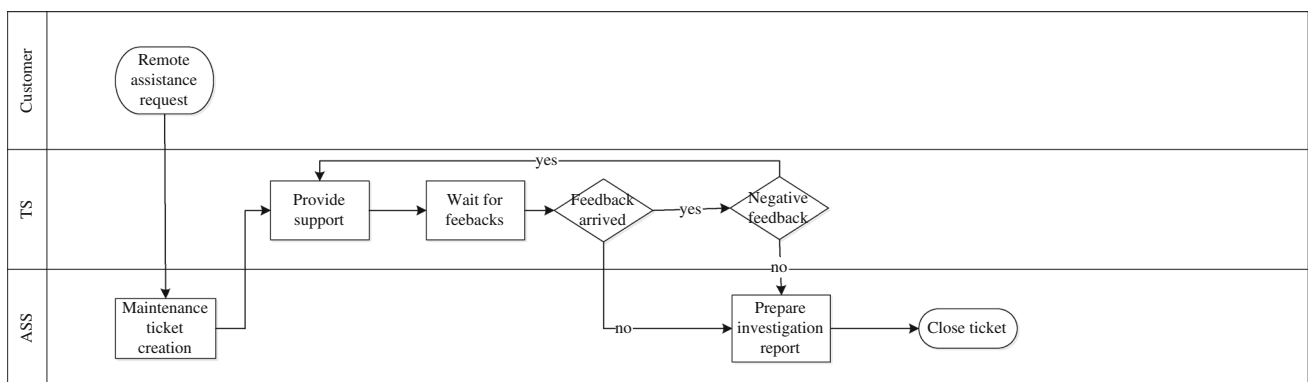 Customer
Remote
assistance
request
TS
yes
Provide
support
Wait for
feebacks
Feedback
arrived
yes
Negative
feedback
no
ASS
Maintenance
ticket
creation
no
Prepare
investigation
report
Close ticket